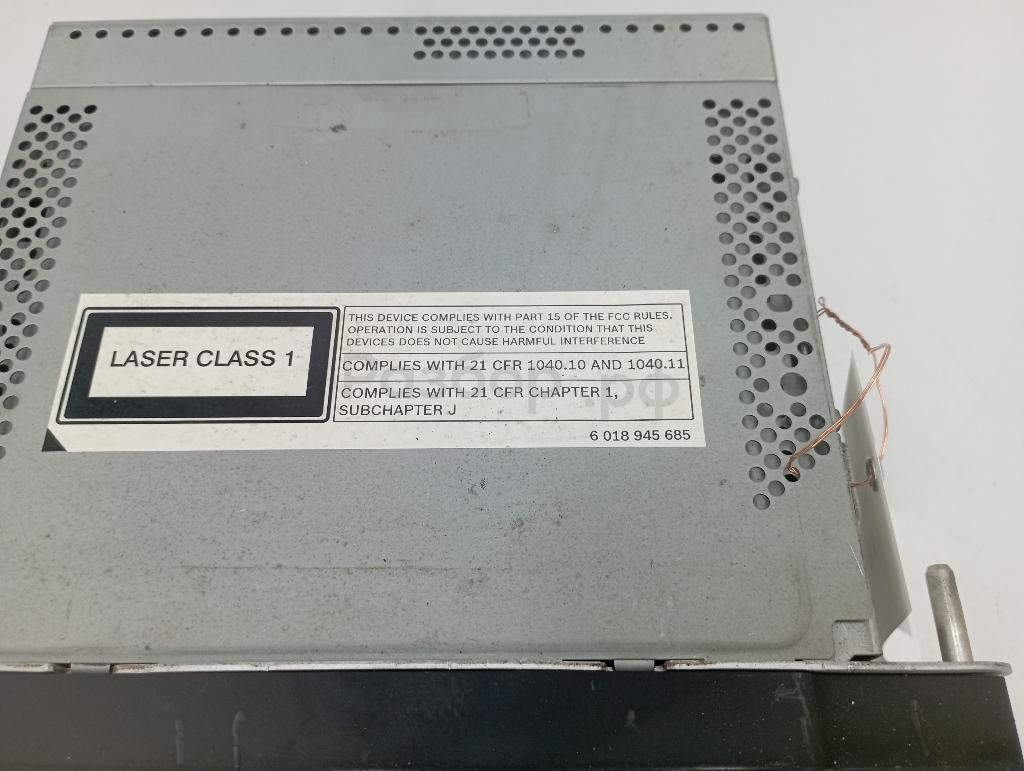 LASER CLASS 1
THIS DEVICE COMPLIES WITH PART 15 OF THE FCC RULES.
OPERATION IS SUBJECT TO THE CONDITION THAT THIS
DEVICES DOES NOT CAUSE HARMFUL INTERFERENCE
COMPLIES WITH 21 CFR 1040.10 AND 1040.11
COMPLIES WITH 21 CFR CHAPTER 1,
SUBCHAPTER J
6 018 945 685
Разбор.рф